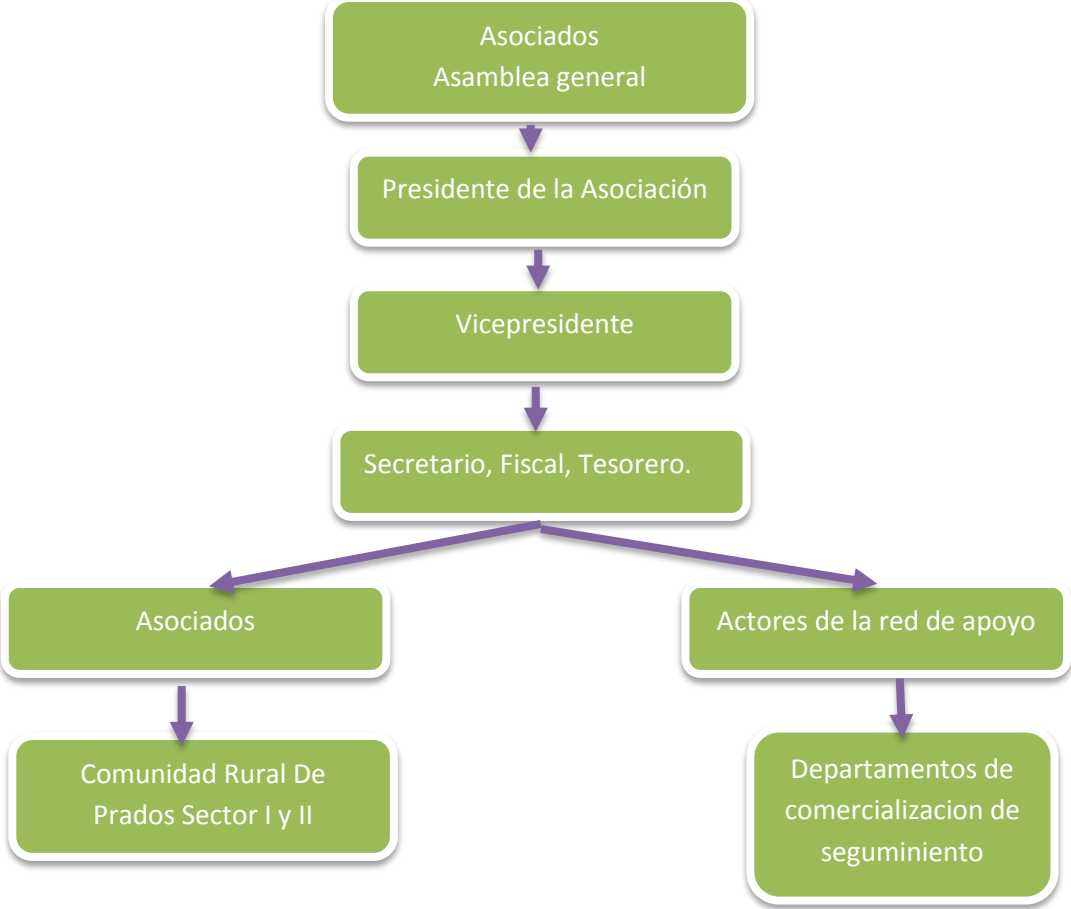 Asociados
Asamblea general
Presidente de la Asociación
Vicepresidente
Secretario, Fiscal, Tesorero.
Asociados
Actores de la red de apoyo
Comunidad Rural De
Prados Sector I y II
Departamentos de
comercializacion de
seguminiento